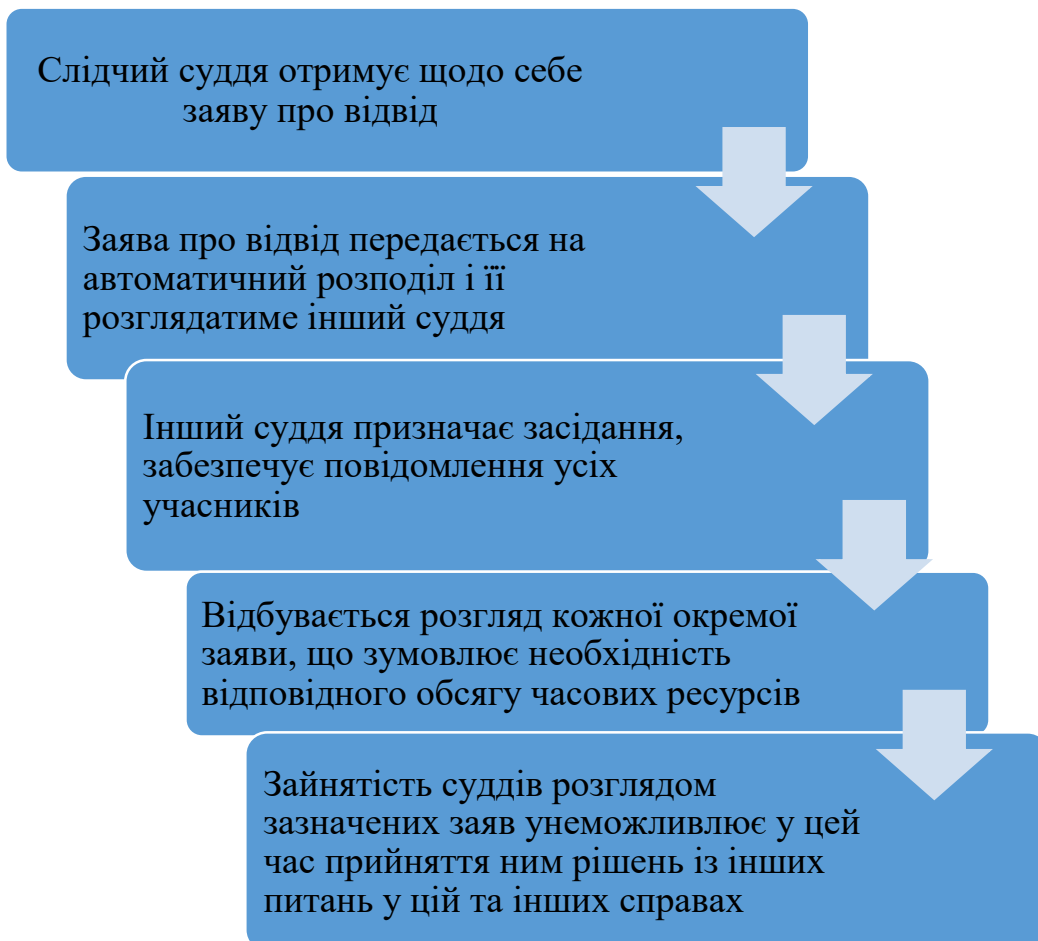 Слідчий суддя отримує щодо себе
заяву про відвід
Заява про відвід передається на
автоматичний розподіл і її
розглядатиме інший суддя
Інший суддя призначає засідання,
забезпечує повідомлення усіх
учасників
Відбувається розгляд кожної окремої
заяви, що зумовлює необхідність
відповідного обсягу часових ресурсів
Зайнятість суддів розглядом
зазначених заяв унеможливлює у цей
час прийняття ним рішень із інших
питань у цій та інших справах